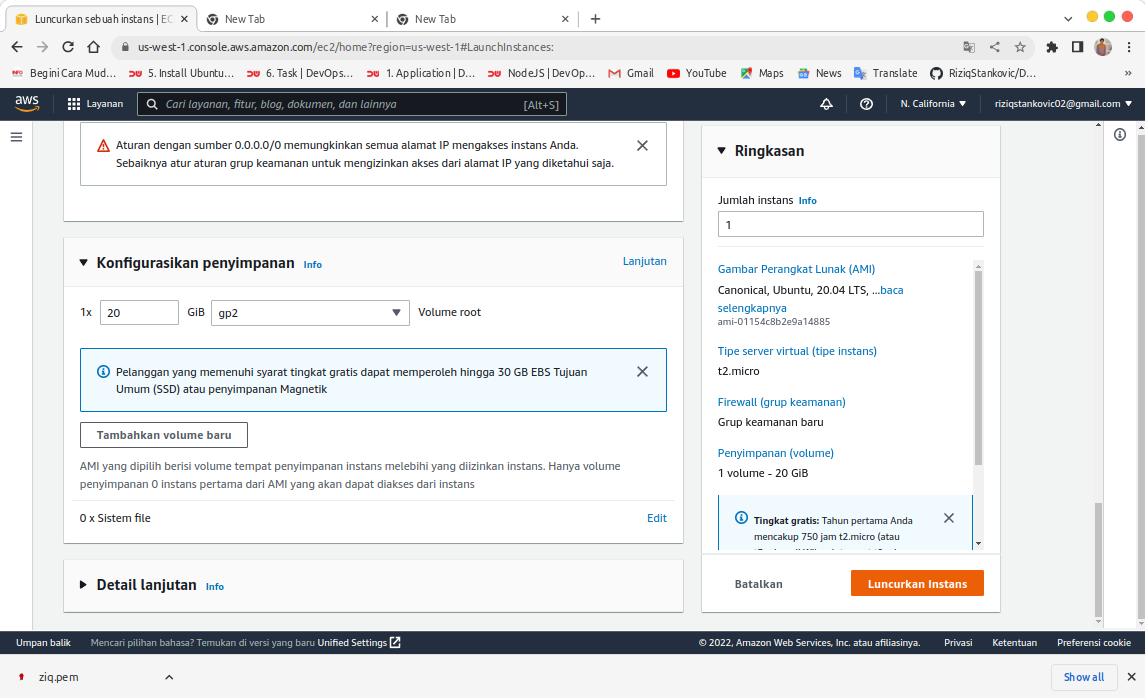 Luncurkan sebuah instans | EC
New Tab
New Tab
us-west-1.console.aws.amazon.com/ec2/home?region=us-west-1#LaunchInstances:
Begini Cara Mud...
5. Install Ubuntu...
6. Task | DevOps...
1. Application | D...
NodeJS | DevOp...
Gmail
YouTube
Maps
News
Translate
RiziqStankovic/D...
»
aws
Layanan
Cari layanan, fitur, blog, dokumen, dan lainnya
[Alt+S]
N. California
riziqstankovic02@gmail.com
Aturan dengan sumber 0.0.0.0/0 memungkinkan semua alamat IP mengakses instans Anda.
Sebaiknya atur aturan grup keamanan untuk mengizinkan akses dari alamat IP yang diketahui saja.
Konfigurasikan penyimpanan
Info
Lanjutan
1x
20
GiB
gp2
Volume root
Pelanggan yang memenuhi syarat tingkat gratis dapat memperoleh hingga 30 GB EBS Tujuan
Umum (SSD) atau penyimpanan Magnetik
Tambahkan volume baru
AMI yang dipilih berisi volume tempat penyimpanan instans melebihi yang diizinkan instans. Hanya volume
penyimpanan 0 instans pertama dari AMI yang akan dapat diakses dari instans
0 x Sistem file
Edit
Detail lanjutan
Info
Ringkasan
Jumlah instans
Info
1
Gambar Perangkat Lunak (AMI)
Canonical, Ubuntu, 20.04 LTS, ...baca
selengkapnya
ami-01154c8b2e9a14885
Tipe server virtual (tipe instans)
t2.micro
Firewall (grup keamanan)
Grup keamanan baru
Penyimpanan (volume)
1 volume - 20 GiB
Tingkat gratis: Tahun pertama Anda
mencakup 750 jam t2.micro (atau
Batalkan
Luncurkan Instans
Umpan balik
Mencari pilihan bahasa? Temukan di versi yang baru Unified Settings
© 2022, Amazon Web Services, Inc. atau afiliasinya.
Privasi
Ketentuan
Preferensi cookie
ziq.pem
Show all